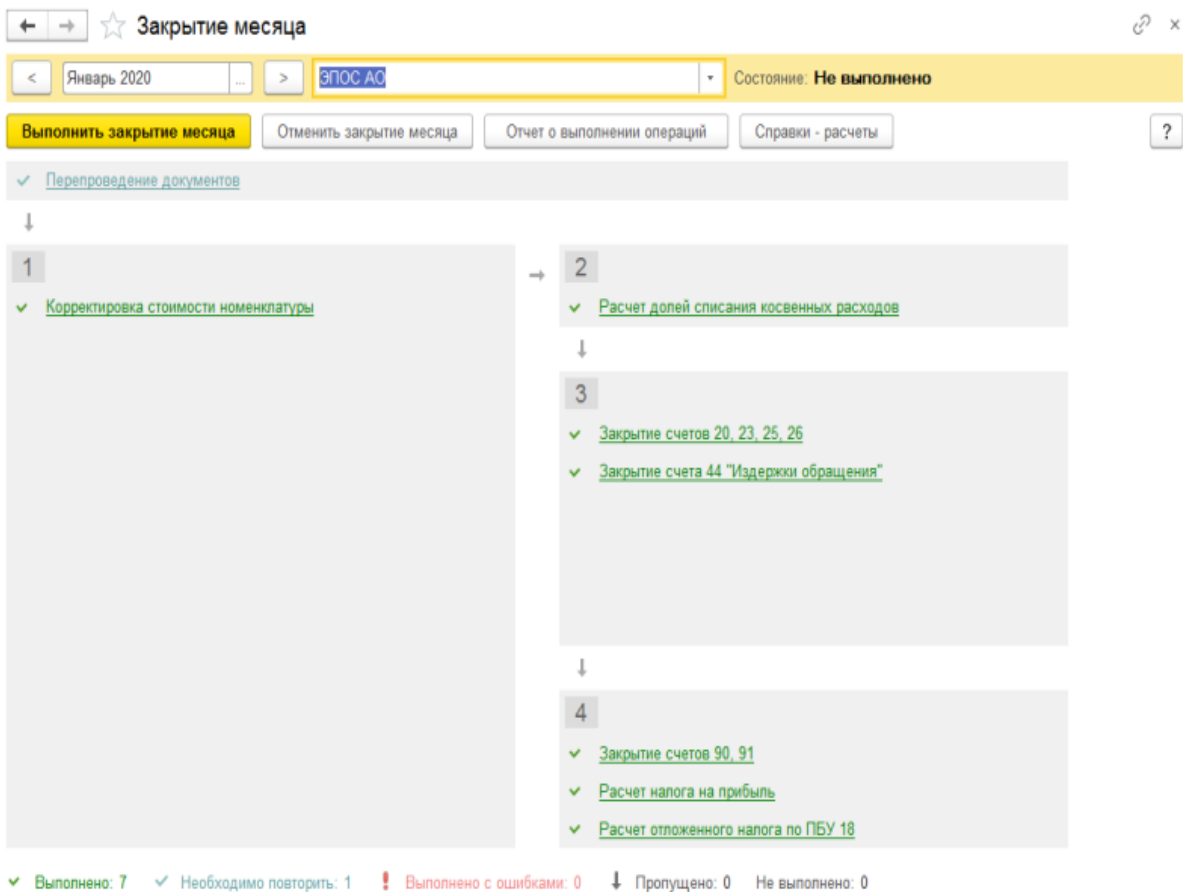 Закрытие месяца
Январь 2020 ... ЭПОС АО Состояние: Не выполнено
Выполнить закрытие месяца Отменить закрытие месяца Отчет о выполнении операций Справки - расчеты ?
Перепроведение документов
1 2
Корректировка стоимости номенклатуры Расчет долей списания косвенных расходов
3
Закрытие счетов 20, 23, 25, 26
Закрытие счета 44 "Издержки обращения"
4
Закрытие счетов 90, 91
Расчет налога на прибыль
Расчет отложенного налога по ПБУ 18
Выполнено: 7 Необходимо повторить: 1 Выполнено с ошибками: 0 Пропущено: 0 Не выполнено: 0